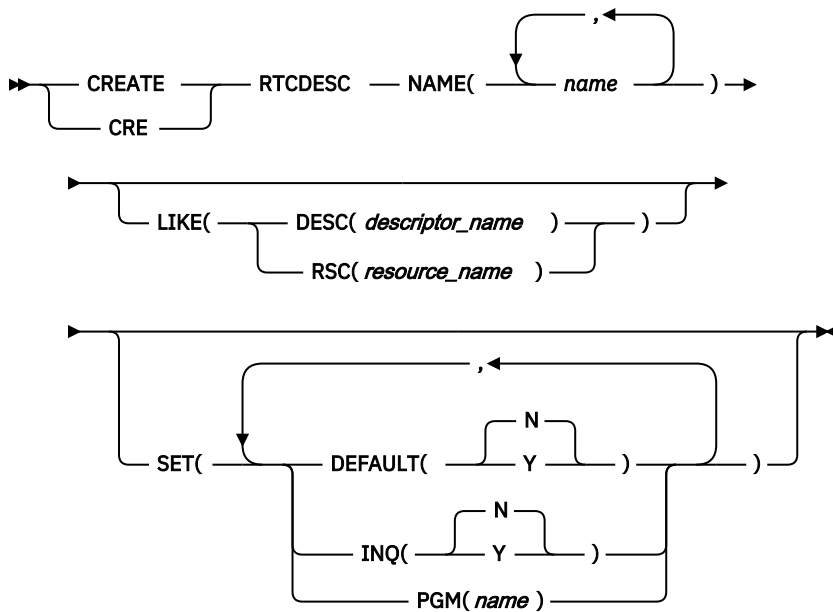 ,
CREATE RTCDESC NAME( name )
CRE
LIKE( DESC( descriptor_name ) )
RSC( resource_name )
,
N
SET( DEFAULT( Y ) )
N
INQ( Y )
PGM( name )